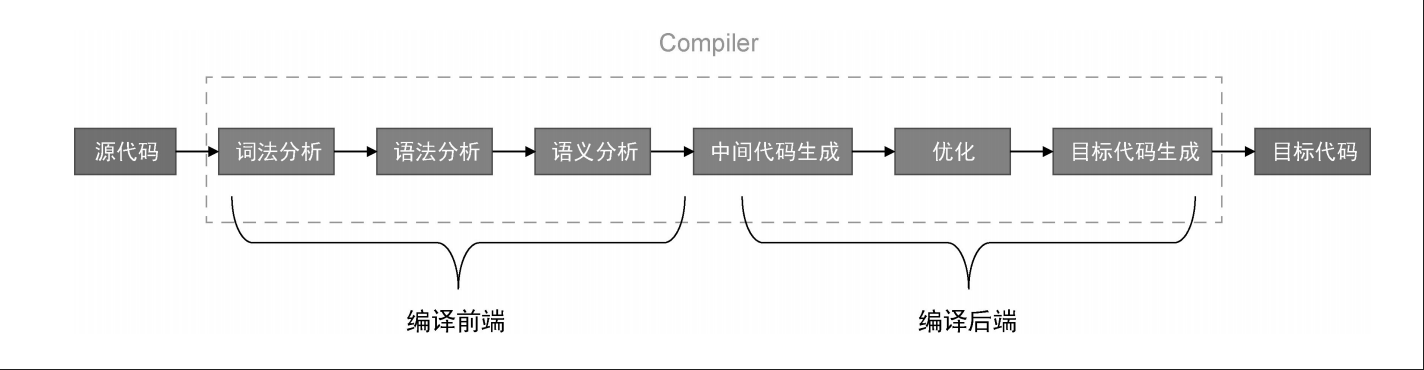 Compiler
源代码
词法分析
语法分析
语义分析
中间代码生成
优化
目标代码生成
目标代码
编译前端
编译后端